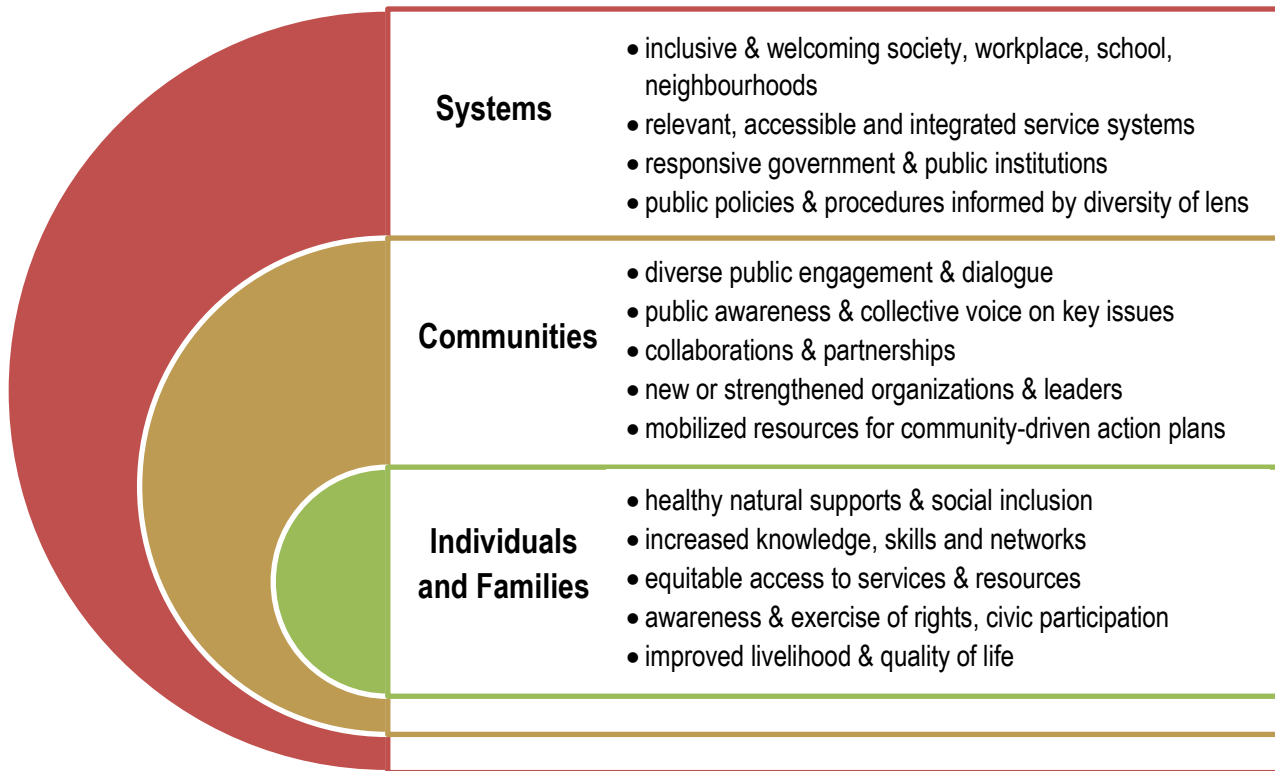 Systems
• inclusive & welcoming society, workplace, school,
neighbourhoods
• relevant, accessible and integrated service systems
• responsive government & public institutions
• public policies & procedures informed by diversity of lens
Communities
• diverse public engagement & dialogue
• public awareness & collective voice on key issues
• collaborations & partnerships
• new or strengthened organizations & leaders
• mobilized resources for community-driven action plans
Individuals
and Families
• healthy natural supports & social inclusion
• increased knowledge, skills and networks
• equitable access to services & resources
• awareness & exercise of rights, civic participation
• improved livelihood & quality of life